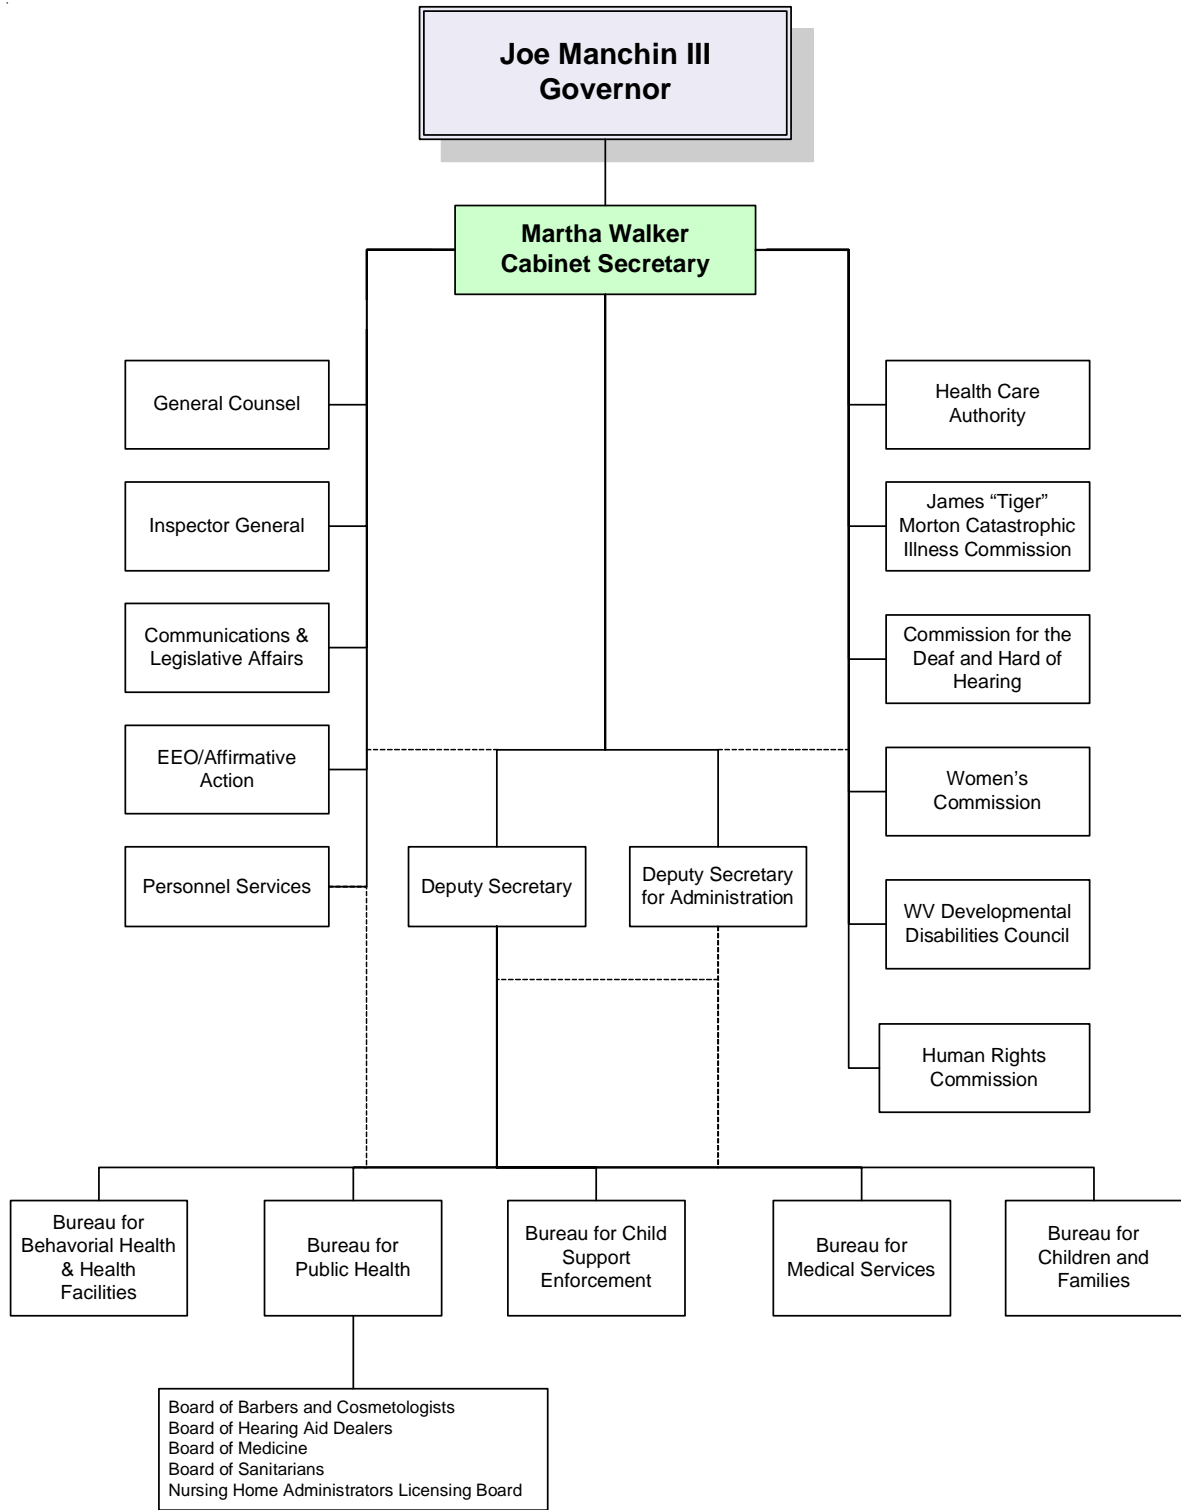 Joe Manchin III
Governor
Martha Walker
Cabinet Secretary
General Counsel
Inspector General
Communications &
Legislative Affairs
EEO/Affirmative
Action
Personnel Services
Health Care
Authority
James “Tiger”
Morton Catastrophic
Illness Commission
Commission for the
Deaf and Hard of
Hearing
Women’s
Commission
WV Developmental
Disabilities Council
Human Rights
Commission
Deputy Secretary
Deputy Secretary
for Administration
Bureau for
Behavorial Health
& Health
Facilities
Bureau for
Public Health
Bureau for Child
Support
Enforcement
Bureau for
Medical Services
Bureau for
Children and
Families
Board of Barbers and Cosmetologists
Board of Hearing Aid Dealers
Board of Medicine
Board of Sanitarians
Nursing Home Administrators Licensing Board